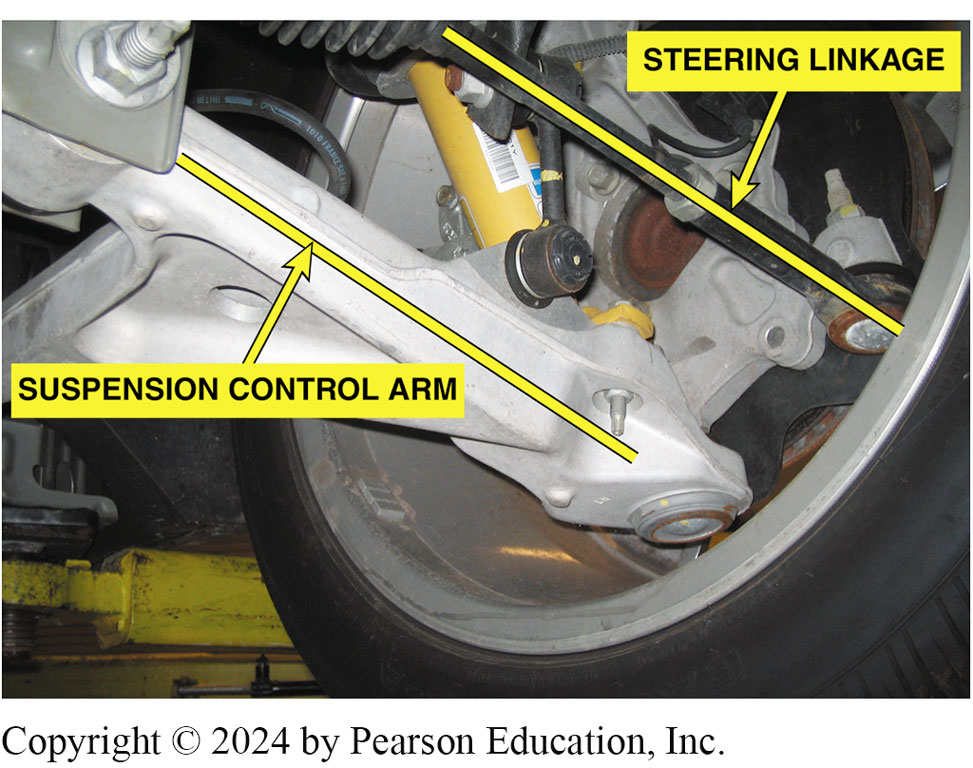 STEERING LINKAGE
SUSPENSION CONTROL ARM
Copyright © 2024 by Pearson Education, Inc.